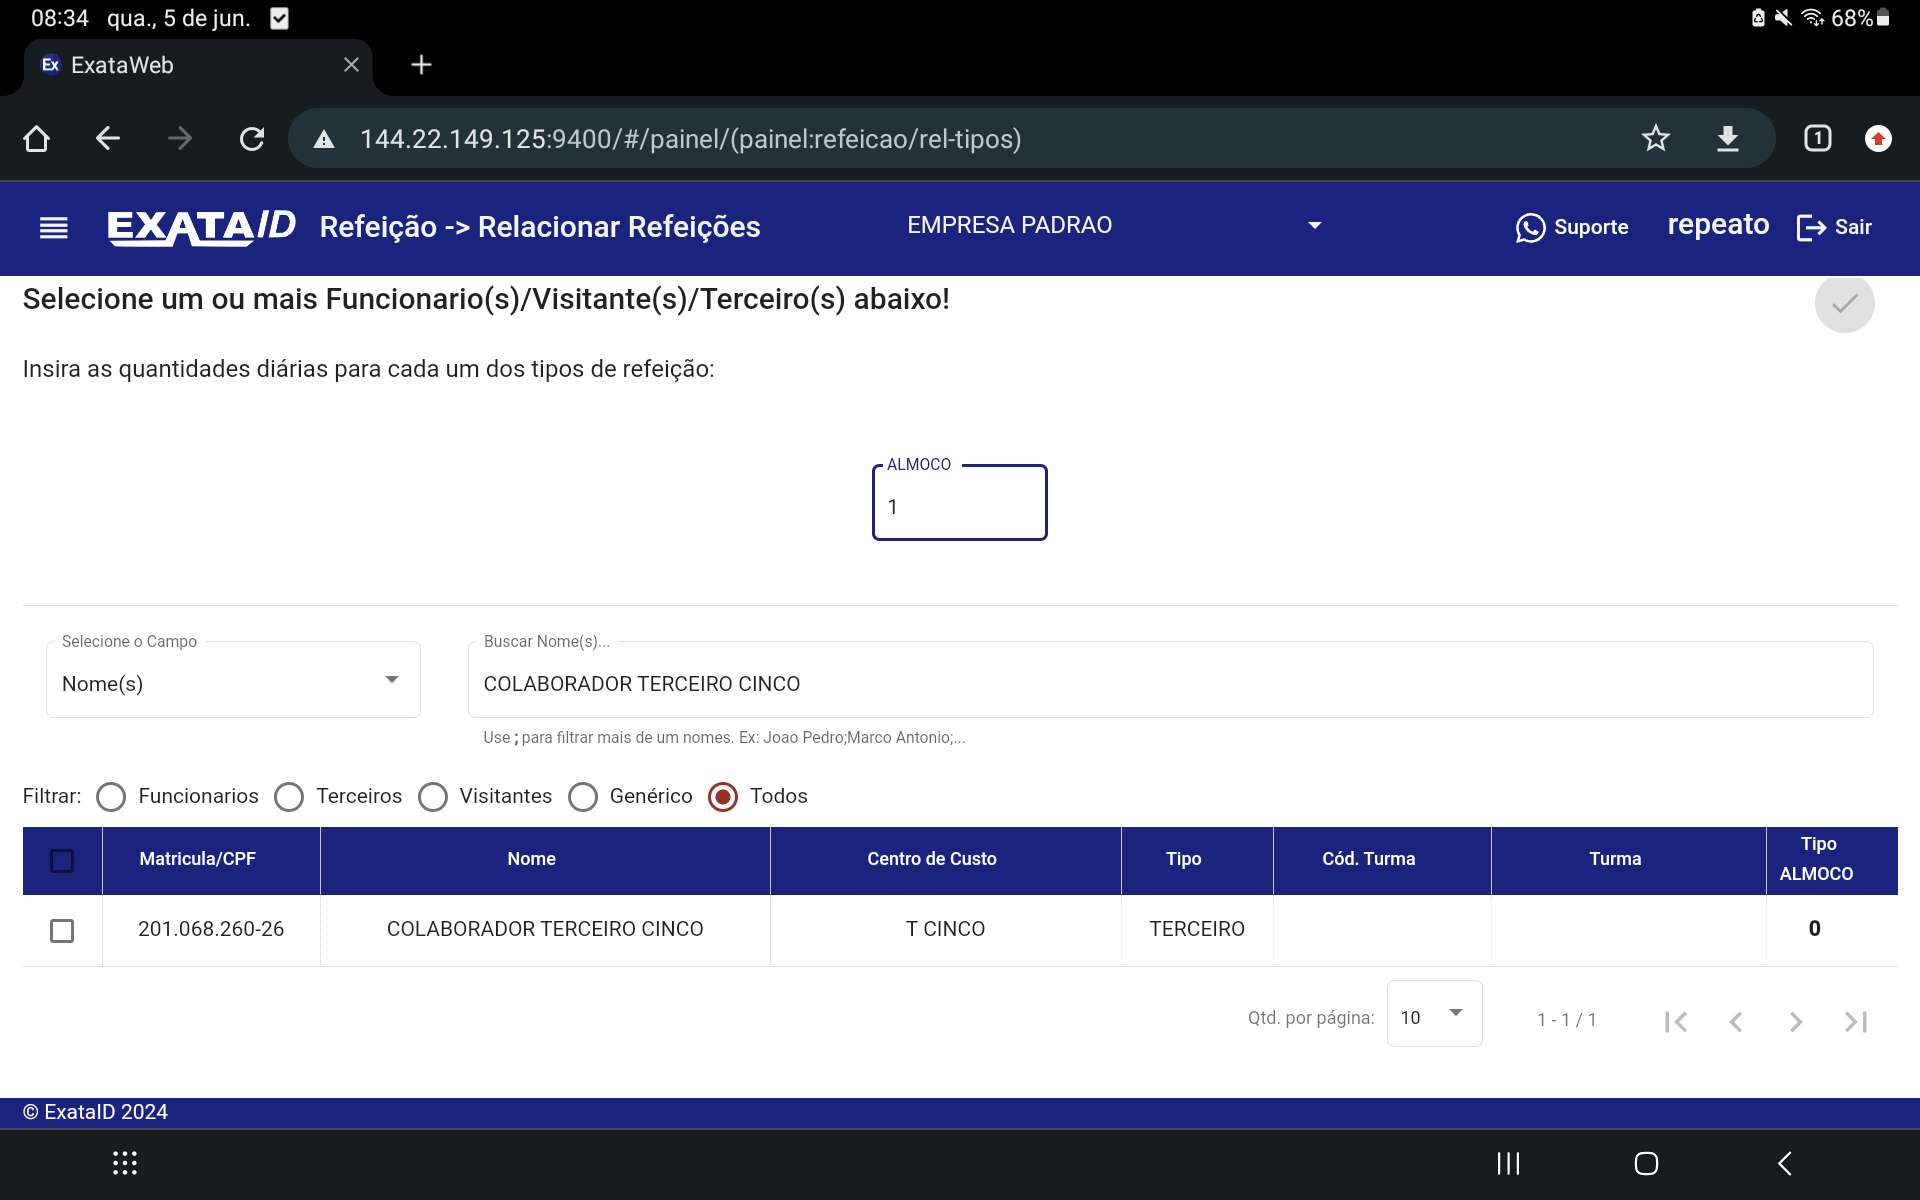 08:34 qua., 5 de jun. 68%
Ex ExataWeb
144.22.149.125:9400/#/painel/(painel:refeicao/rel-tipos) 1
EXATAID Refeição -> Relacionar Refeições EMPRESA PADRAO Suporte repeato Sair
Selecione um ou mais Funcionario(s)/Visitante(s)/Terceiro(s) abaixo!
Insira as quantidades diárias para cada um dos tipos de refeição:
ALMOCO
1
Selecione o Campo Buscar Nome(s)...
Nome(s) COLABORADOR TERCEIRO CINCO
Use ; para filtrar mais de um nomes. Ex: Joao Pedro;Marco Antonio;...
Filtrar: Funcionarios Terceiros Visitantes Genérico Todos
Matricula/CPF Nome Centro de Custo Tipo Cód. Turma Turma Tipo ALMOCO
201.068.260-26 COLABORADOR TERCEIRO CINCO T CINCO TERCEIRO 0
Qtd. por página: 10 1 - 1 / 1
© ExataID 2024